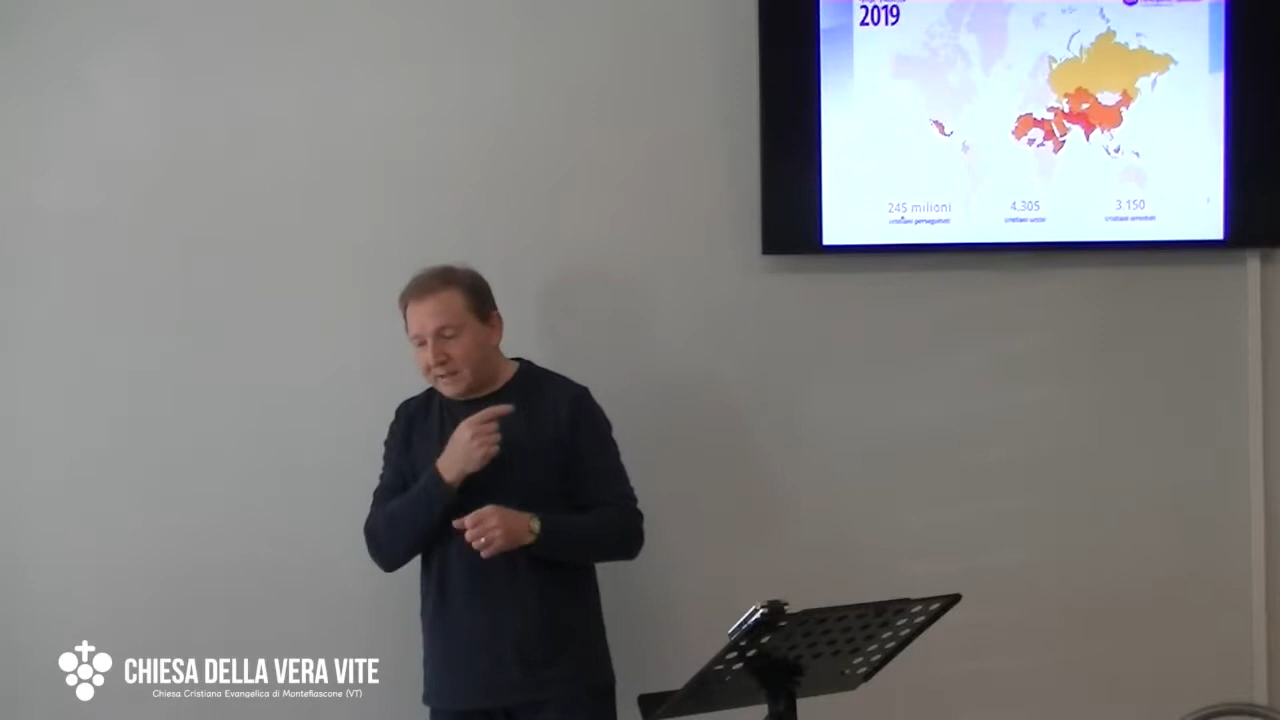 2019
245 milioni
4.305
3.150
cristiani perseguitati
cristiani uccisi
cristiani arrestati
CHIESA DELLA VERA VITE
Chiesa Cristiana Evangelica di Montefiascone (VT)